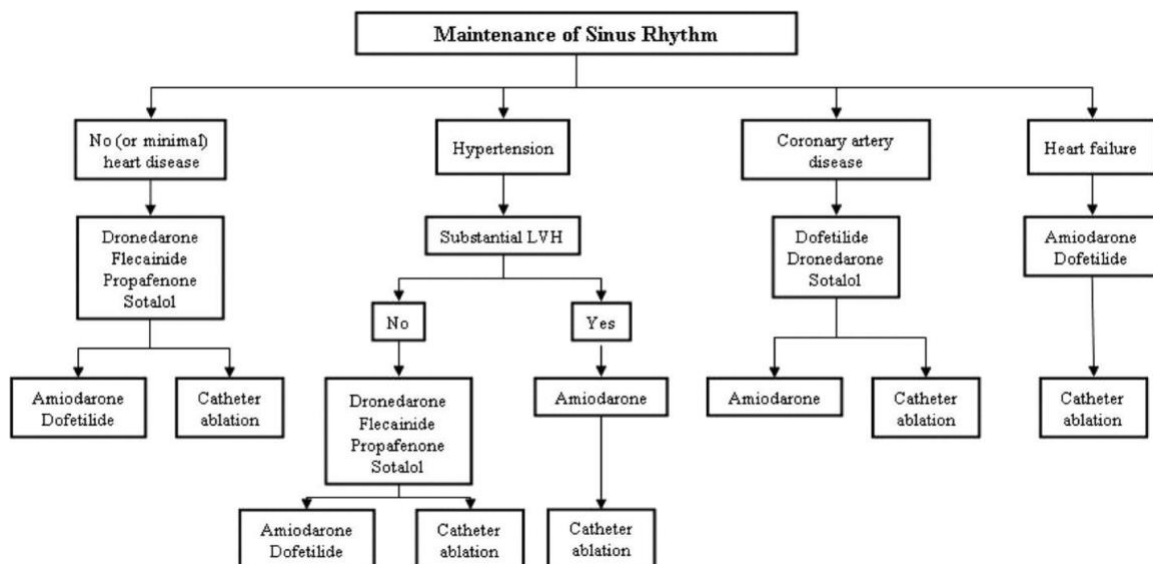 Maintenance of Sinus Rhythm
No (or minimal)
heart disease
Hypertension
Coronary artery
disease
Heart failure
Dronedarone
Flecainide
Propafenone
Sotalol
Substantial LVH
Dofetilide
Dronedarone
Sotalol
Amiodarone
Dofetilide
No
Yes
Amiodarone
Dofetilide
Catheter
ablation
Dronedarone
Flecainide
Propafenone
Sotalol
Amiodarone
Amiodarone
Catheter
ablation
Catheter
ablation
Amiodarone
Dofetilide
Catheter
ablation
Catheter
ablation